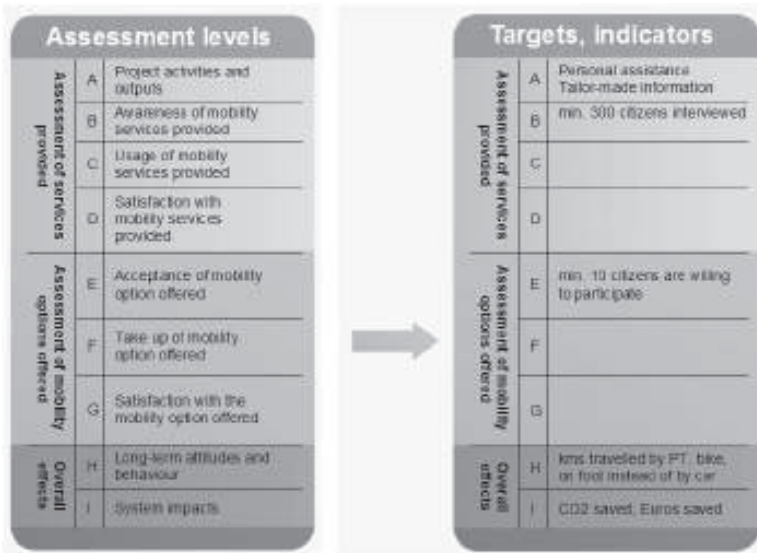 Assessment levels
Assessment of services
provided
A
Project activities and
outputs
B
Awareness of mobility
services provided
C
Usage of mobility
services provided
D
Satisfaction with
mobility services
provided
Assessment of mobility
options offered
E
Acceptance of mobility
option offered
F
Take up of mobility
option offered
G
Satisfaction with the
mobility option offered
Overall
effects
H
Long-term attitudes and
behaviour
I
System impacts
Targets, indicators
Assessment of services
provided
A
Personal assistance
Tailor-made information
B
min. 300 citizens interviewed
C
D
Assessment of mobility
options offered
E
min. 10 citizens are willing
to participate
F
G
Overall
effects
H
kms travelled by PT, bike,
on foot instead of by car
I
CO2 saved, Euros saved